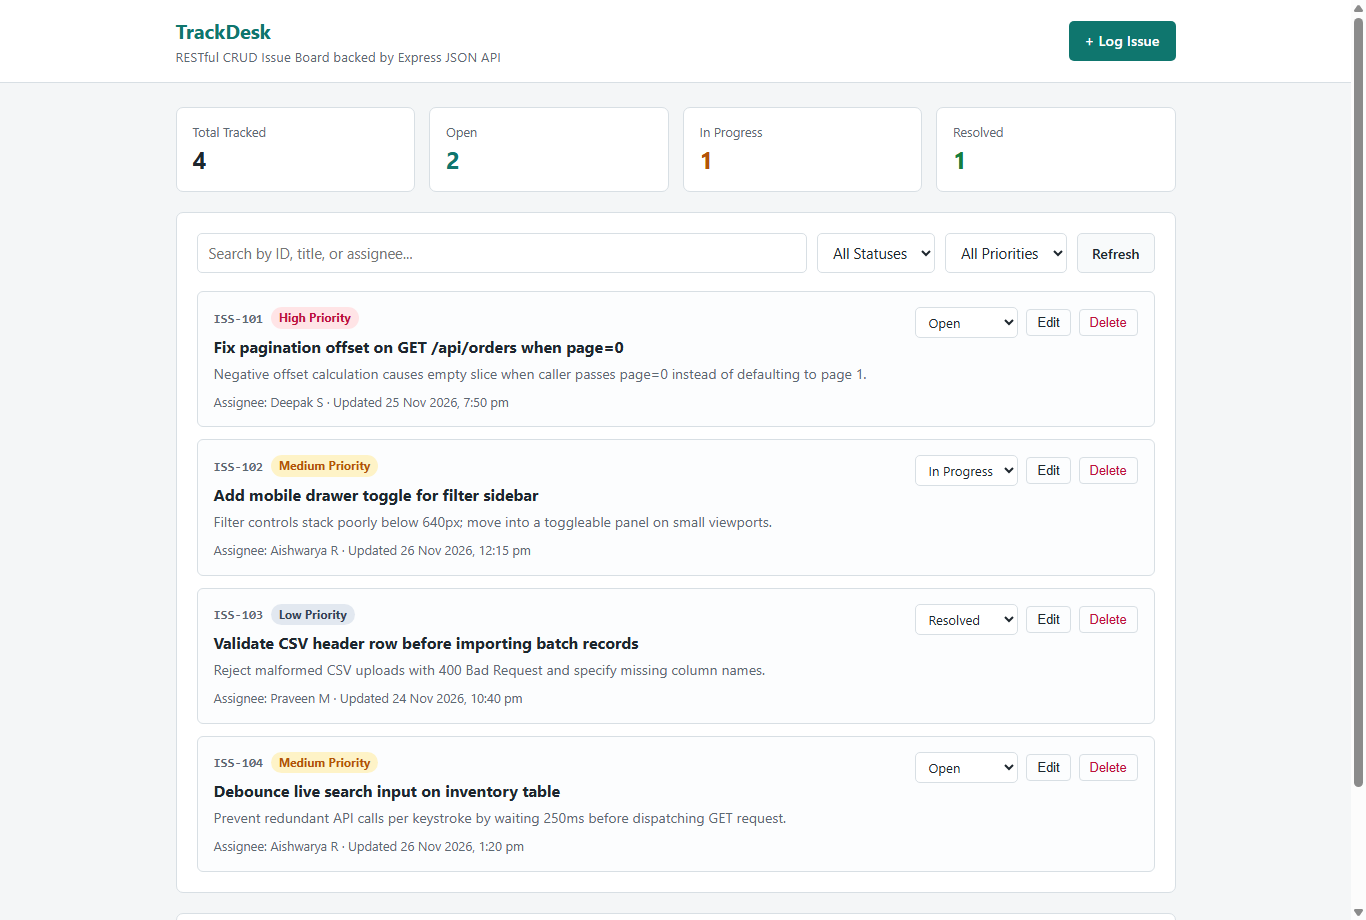 TrackDesk
RESTful CRUD Issue Board backed by Express JSON API
+ Log Issue
Total Tracked
4
Open
2
In Progress
1
Resolved
1
Search by ID, title, or assignee...
All Statuses
All Priorities
Refresh
ISS-101 High Priority
Open
Edit
Delete
Fix pagination offset on GET /api/orders when page=0
Negative offset calculation causes empty slice when caller passes page=0 instead of defaulting to page 1.
Assignee: Deepak S · Updated 25 Nov 2026, 7:50 pm
ISS-102 Medium Priority
In Progress
Edit
Delete
Add mobile drawer toggle for filter sidebar
Filter controls stack poorly below 640px; move into a toggleable panel on small viewports.
Assignee: Aishwarya R · Updated 26 Nov 2026, 12:15 pm
ISS-103 Low Priority
Resolved
Edit
Delete
Validate CSV header row before importing batch records
Reject malformed CSV uploads with 400 Bad Request and specify missing column names.
Assignee: Praveen M · Updated 24 Nov 2026, 10:40 pm
ISS-104 Medium Priority
Open
Edit
Delete
Debounce live search input on inventory table
Prevent redundant API calls per keystroke by waiting 250ms before dispatching GET request.
Assignee: Aishwarya R · Updated 26 Nov 2026, 1:20 pm